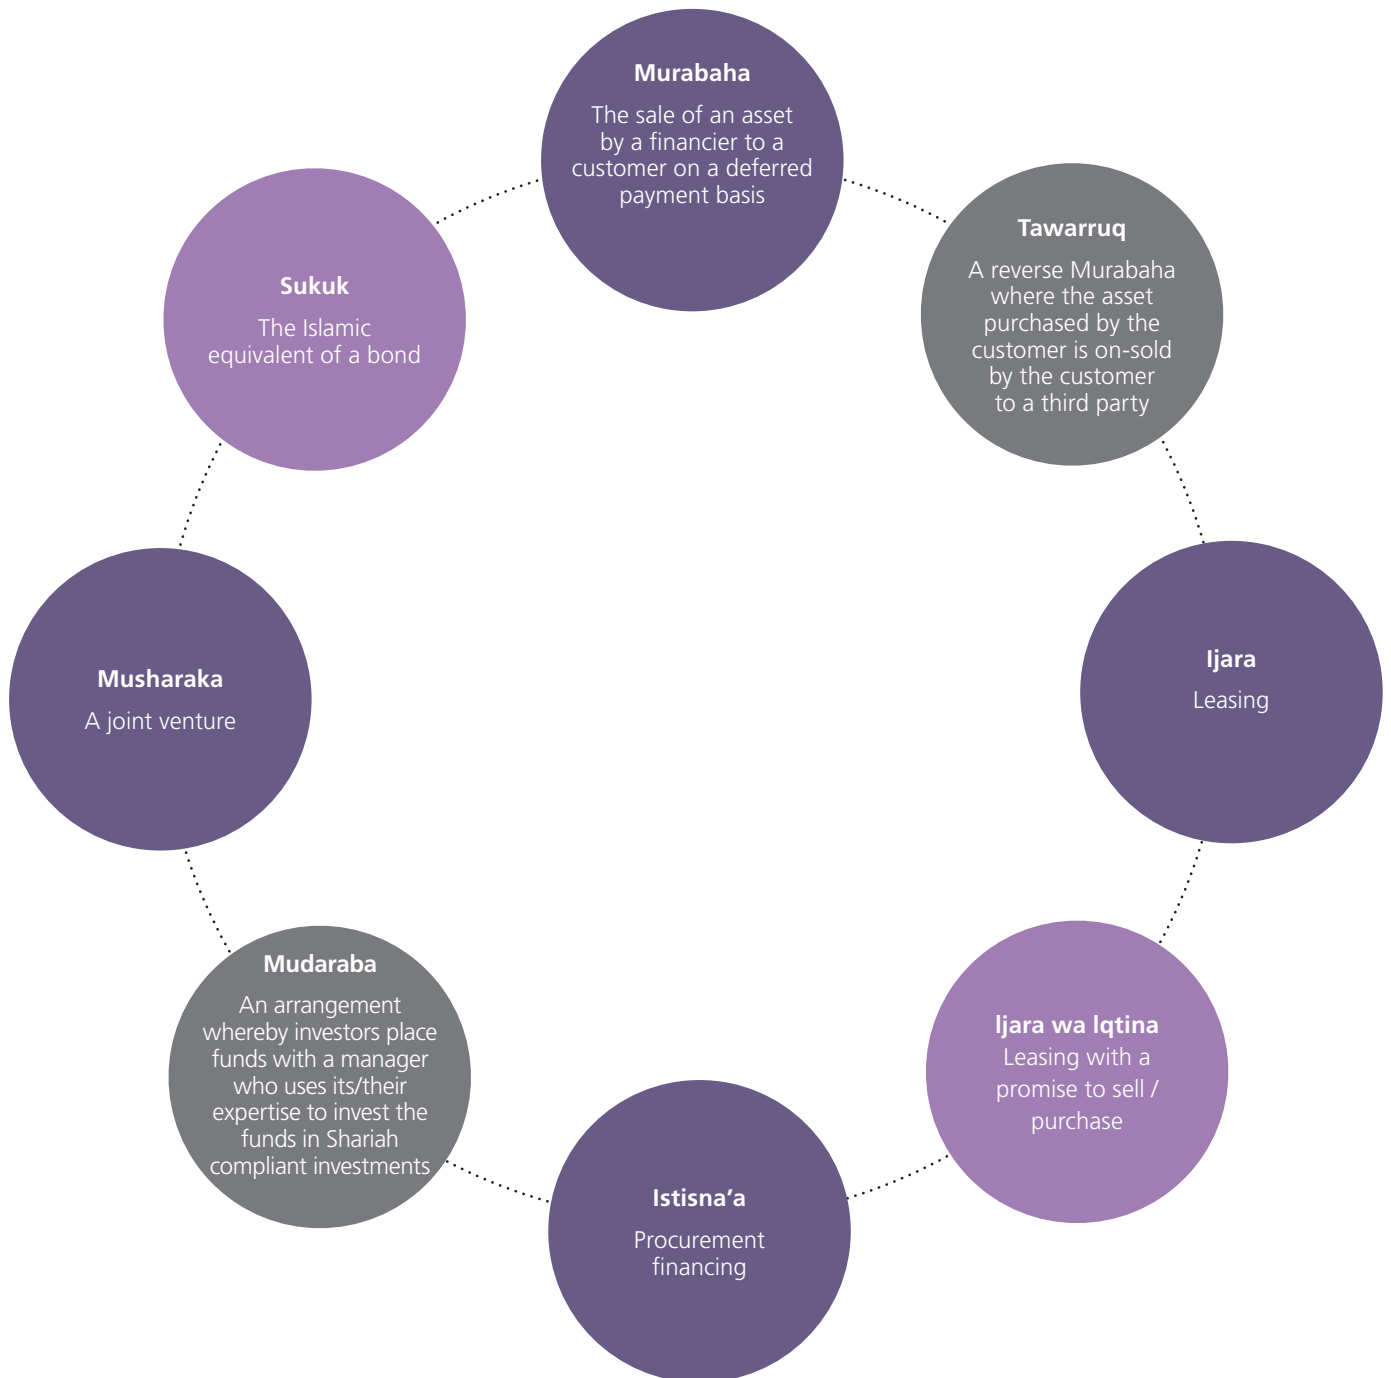 Murabaha
The sale of an asset
by a financier to a
customer on a deferred
payment basis
Tawarruq
A reverse Murabaha
where the asset
purchased by the
customer is on-sold
by the customer
to a third party
Ijara
Leasing
Ijara wa Iqtina
Leasing with a
promise to sell /
purchase
Istisna’a
Procurement
financing
Mudaraba
An arrangement
whereby investors place
funds with a manager
who uses its/their
expertise to invest the
funds in Shariah
compliant investments
Musharaka
A joint venture
Sukuk
The Islamic
equivalent of a bond